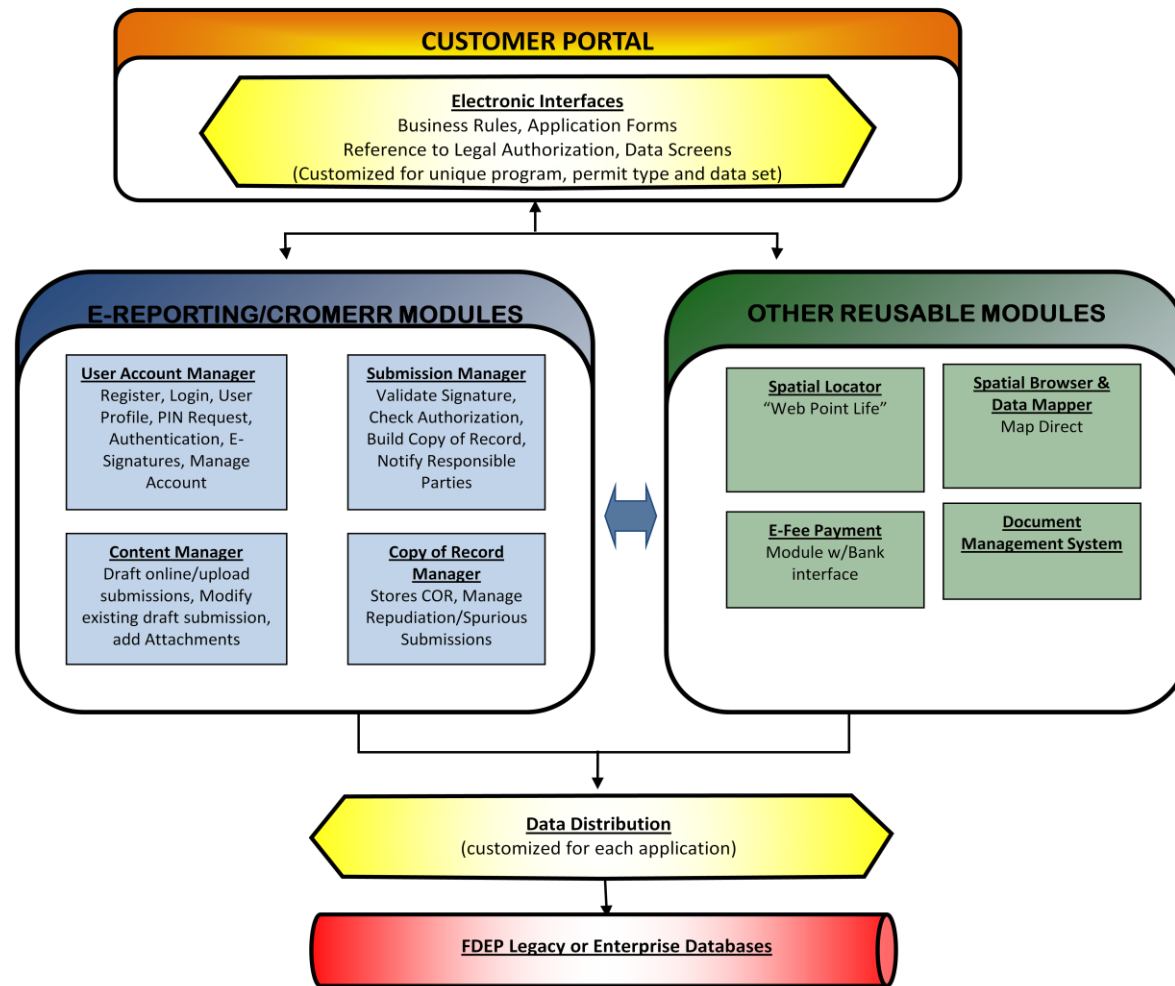 CUSTOMER PORTAL
Electronic Interfaces
Business Rules, Application Forms
Reference to Legal Authorization, Data Screens
(Customized for unique program, permit type and data set)
E-REPORTING/CROMERR MODULES
User Account Manager
Register, Login, User
Profile, PIN Request,
Authentication, E-
Signatures, Manage
Account
Submission Manager
Validate Signature,
Check Authorization,
Build Copy of Record,
Notify Responsible
Parties
Content Manager
Draft online/upload
submissions, Modify
existing draft submission,
add Attachments
Copy of Record
Manager
Stores COR, Manage
Repudiation/Spurious
Submissions
OTHER REUSABLE MODULES
Spatial Locator
“Web Point Life”
Spatial Browser &
Data Mapper
Map Direct
E-Fee Payment
Module w/Bank
interface
Document
Management System
Data Distribution
(customized for each application)
FDEP Legacy or Enterprise Databases